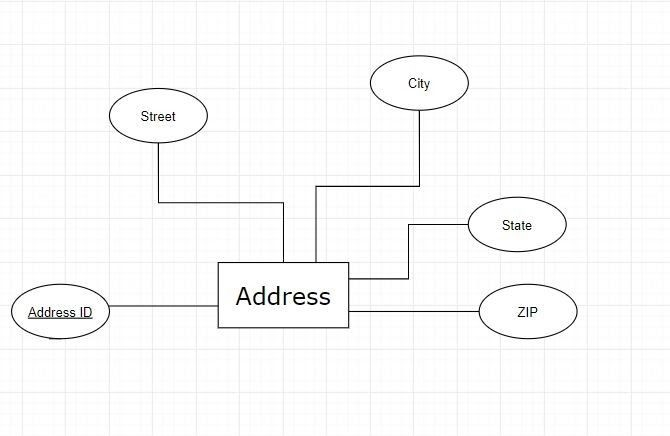 City
Street
State
Address
Address ID
ZIP